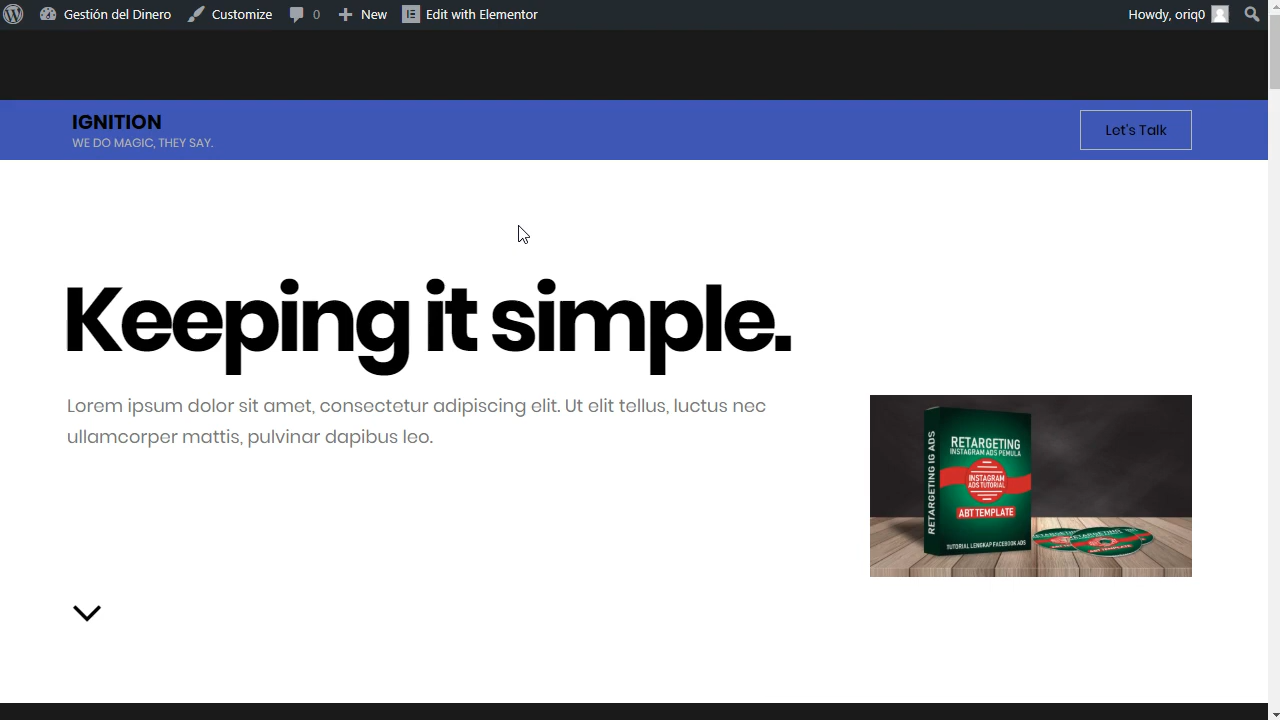 Gestión del Dinero Customize 0 New Edit with Elementor Howdy, oriq0
IGNITION
WE DO MAGIC, THEY SAY.
Let's Talk
Keeping it simple.
Lorem ipsum dolor sit amet, consectetur adipiscing elit. Ut elit tellus, luctus nec
ullamcorper mattis, pulvinar dapibus leo.
RETARGETING IG ADS
RETARGETING
INSTAGRAM ADS PEMULA
INSTAGRAM
ADS TUTORIAL
ABT TEMPLATE
TUTORIAL LENGKAP FACEBOOK ADS